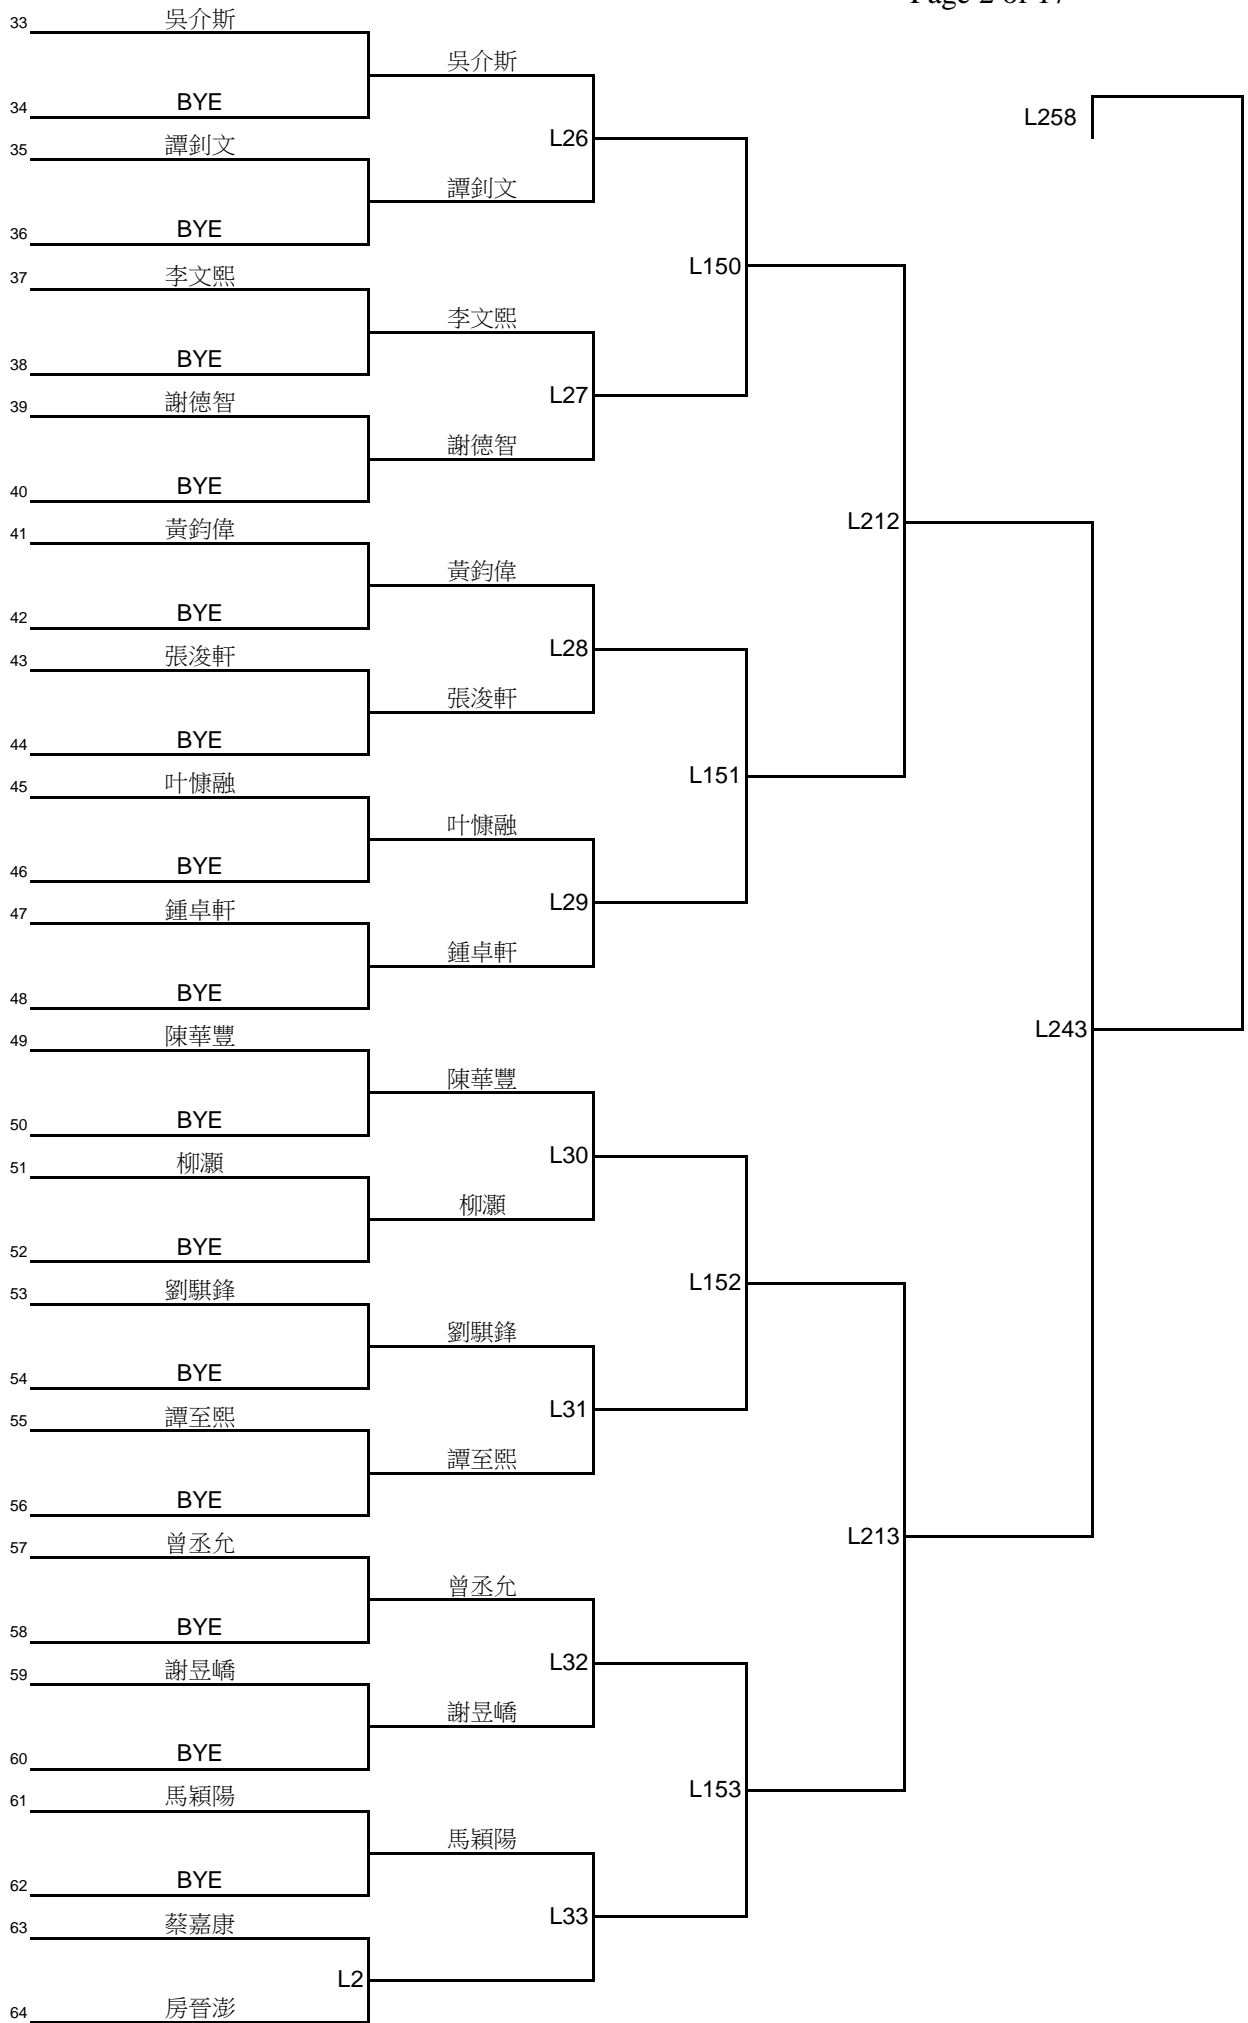 Page 2 of 17
33 吳介斯
吳介斯
34 BYE
L258
35 譚釗文
L26
譚釗文
36 BYE
L150
37 李文熙
李文熙
38 BYE
L27
39 謝德智
謝德智
40 BYE
L212
41 黃鈞偉
黃鈞偉
42 BYE
L28
43 張浚軒
張浚軒
44 BYE
L151
45 叶慷融
叶慷融
46 BYE
L29
47 鍾卓軒
鍾卓軒
48 BYE
L243
49 陳華豐
陳華豐
50 BYE
L30
51 柳灝
柳灝
52 BYE
L152
53 劉騏鋒
劉騏鋒
54 BYE
L31
55 譚至熙
譚至熙
56 BYE
L213
57 曾丞允
曾丞允
58 BYE
L32
59 謝昱嶠
謝昱嶠
60 BYE
L153
61 馬穎陽
馬穎陽
62 BYE
L33
63 蔡嘉康
L2
64 房晉澎